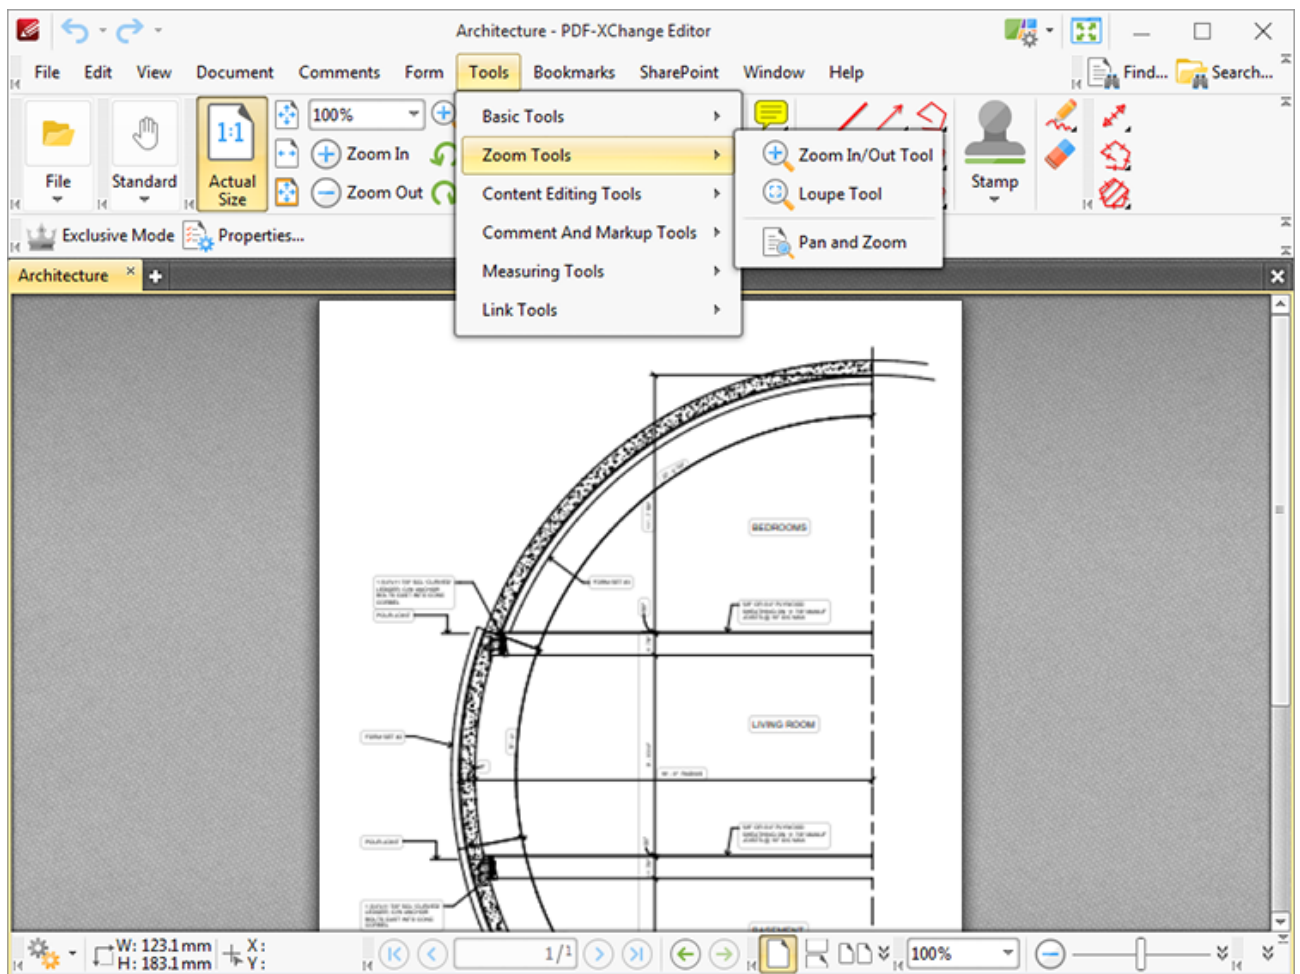 Architecture - PDF-XChange Editor
File Edit View Document Comments Form Tools Bookmarks SharePoint Window Help Find... Search...
100%
1:1
Zoom In
Zoom Out
File
Standard
Actual
Size
Stamp
Exclusive Mode Properties...
Basic Tools
Zoom Tools
Content Editing Tools
Comment And Markup Tools
Measuring Tools
Link Tools
Zoom In/Out Tool
Loupe Tool
Pan and Zoom
Architecture ×
BEDROOMS
LIVING ROOM
BASEMENT
W: 123.1 mm X:
H: 183.1 mm Y:
1/1
100%